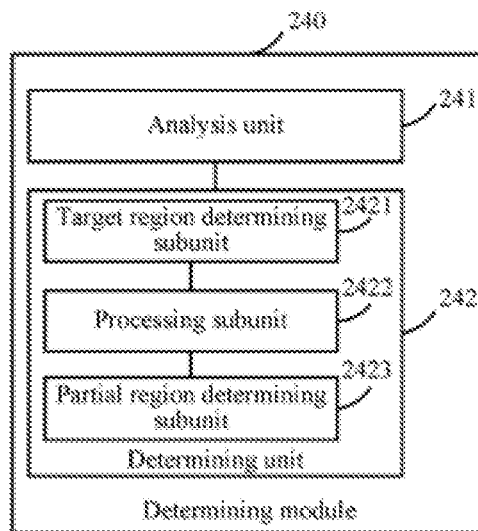 240
Analysis unit
241
Target region determining
subunit
2421
Processing subunit
2422
242
Partial region determining
subunit
2423
Determining unit
Determining module